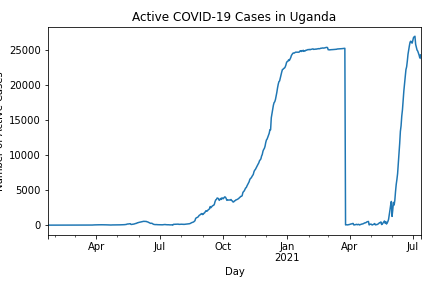 Active COVID-19 Cases in Uganda
Number of Active Cases
25000
20000
15000
10000
5000
0
Apr
Jul
Oct
Jan
2021
Apr
Jul
Day